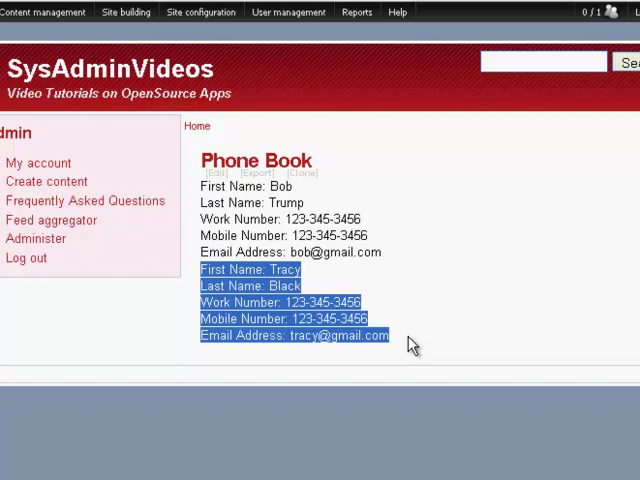 Content management Site building Site configuration User management Reports Help 0 / 1
SysAdminVideos
Video Tutorials on OpenSource Apps
Home
My account
Create content
Frequently Asked Questions
Feed aggregator
Administer
Log out
Phone Book
[Edit] [Export] [Clone]
First Name: Bob
Last Name: Trump
Work Number: 123-345-3456
Mobile Number: 123-345-3456
Email Address: bob@gmail.com
First Name: Tracy
Last Name: Black
Work Number: 123-345-3456
Mobile Number: 123-345-3456
Email Address: tracy@gmail.com